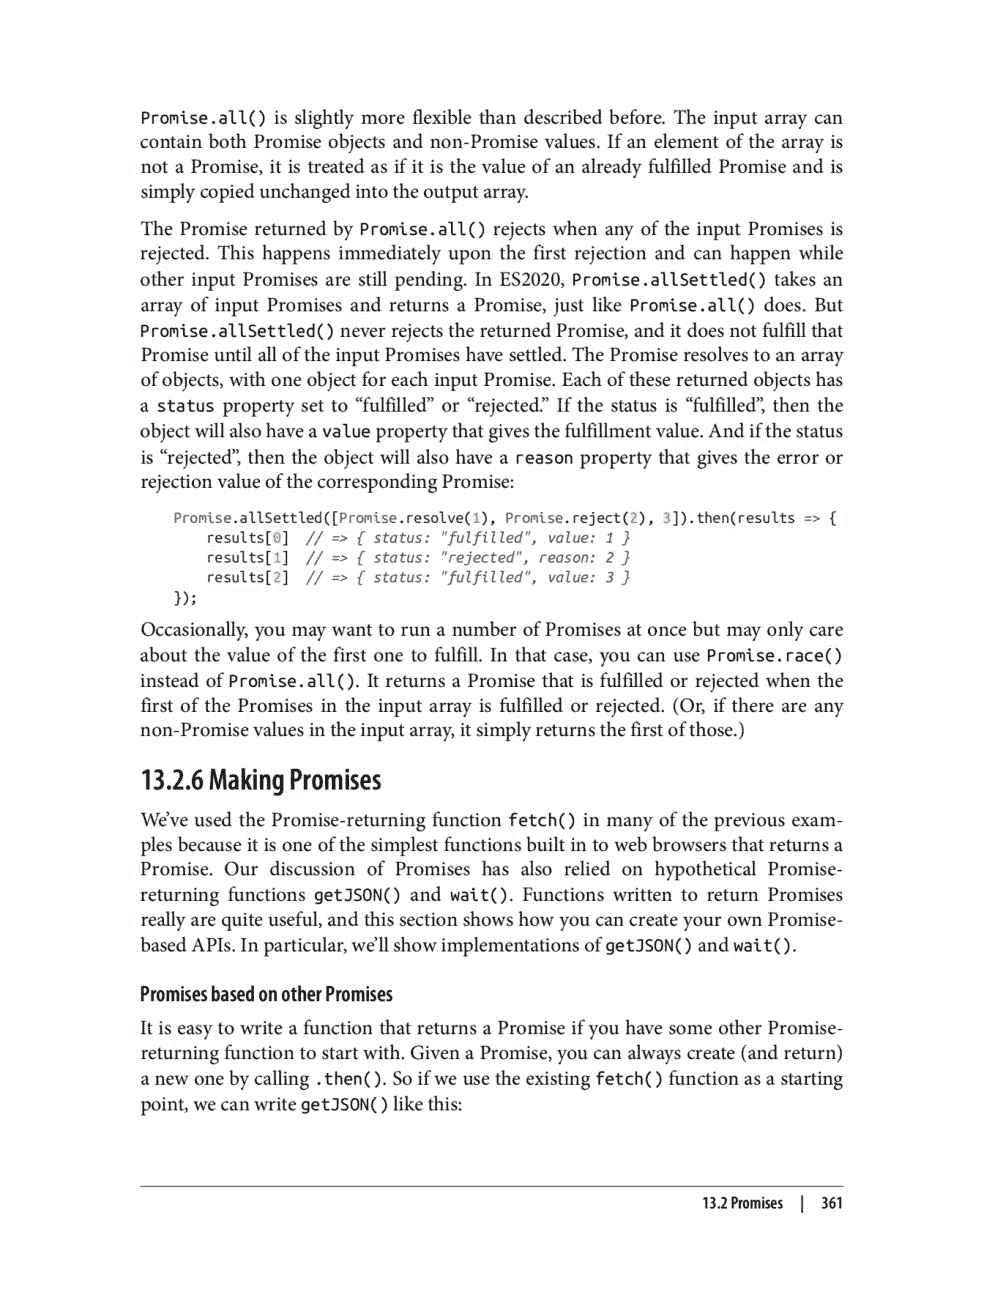 Promise.all() is slightly more flexible than described before. The input array can
contain both Promise objects and non-Promise values. If an element of the array is
not a Promise, it is treated as if it is the value of an already fulfilled Promise and is
simply copied unchanged into the output array.
The Promise returned by Promise.all() rejects when any of the input Promises is
rejected. This happens immediately upon the first rejection and can happen while
other input Promises are still pending. In ES2020, Promise.allSettled() takes an
array of input Promises and returns a Promise, just like Promise.all() does. But
Promise.allSettled() never rejects the returned Promise, and it does not fulfill that
Promise until all of the input Promises have settled. The Promise resolves to an array
of objects, with one object for each input Promise. Each of these returned objects has
a status property set to “fulfilled” or “rejected.” If the status is “fulfilled”, then the
object will also have a value property that gives the fulfillment value. And if the status
is “rejected”, then the object will also have a reason property that gives the error or
rejection value of the corresponding Promise:
Promise.allSettled([Promise.resolve(1), Promise.reject(2), 3]).then(results => {
    results[0]  // => { status: "fulfilled", value: 1 }
    results[1]  // => { status: "rejected", reason: 2 }
    results[2]  // => { status: "fulfilled", value: 3 }
});
Occasionally, you may want to run a number of Promises at once but may only care
about the value of the first one to fulfill. In that case, you can use Promise.race()
instead of Promise.all(). It returns a Promise that is fulfilled or rejected when the
first of the Promises in the input array is fulfilled or rejected. (Or, if there are any
non-Promise values in the input array, it simply returns the first of those.)
13.2.6 Making Promises
We’ve used the Promise-returning function fetch() in many of the previous exam-
ples because it is one of the simplest functions built in to web browsers that returns a
Promise. Our discussion of Promises has also relied on hypothetical Promise-
returning functions getJSON() and wait(). Functions written to return Promises
really are quite useful, and this section shows how you can create your own Promise-
based APIs. In particular, we’ll show implementations of getJSON() and wait().
Promises based on other Promises
It is easy to write a function that returns a Promise if you have some other Promise-
returning function to start with. Given a Promise, you can always create (and return)
a new one by calling .then(). So if we use the existing fetch() function as a starting
point, we can write getJSON() like this:
13.2 Promises | 361